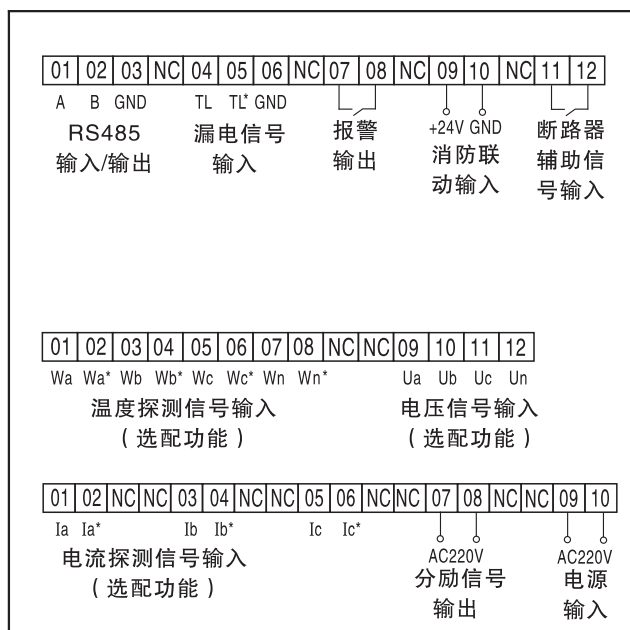 01 02 03 NC 04 05 06 NC 07 08 NC 09 10 NC 11 12
A B GND TL TL* GND
+24V GND
RS485 漏电信号 报警 消防联 断路器
输入/输出 输入 输出 动输入 辅助信
号输入
01 02 03 04 05 06 07 08 NC NC 09 10 11 12
Wa Wa* Wb Wb* Wc Wc* Wn Wn* Ua Ub Uc Un
温度探测信号输入 电压信号输入
(选配功能) (选配功能)
01 02 NC NC 03 04 NC NC 05 06 NC NC 07 08 NC NC 09 10
Ia Ia* Ib Ib* Ic Ic*
AC220V AC220V
电流探测信号输入 分励信号 电源
(选配功能) 输出 输入